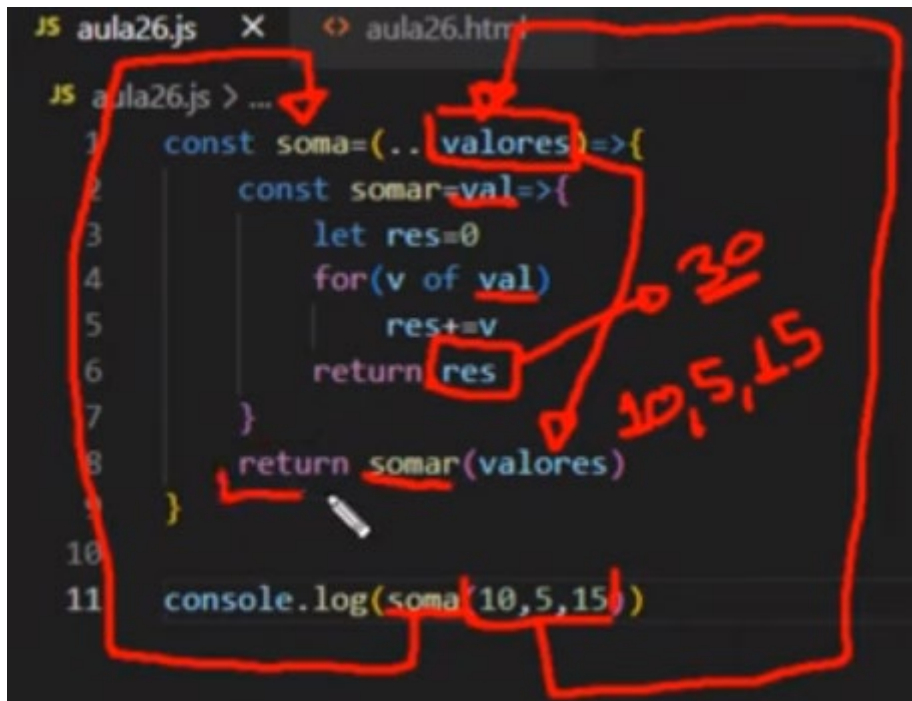 JS aula26.js X <> aula26.html
JS aula26.js > ...
1 const soma=(...valores)=>{
2 const somar=val=>{
3 let res=0
4 for(v of val)
5 res+=v
6 return res
7 }
8 return somar(valores)
9 }
10
11 console.log(soma(10,5,15))
30
10,5,15